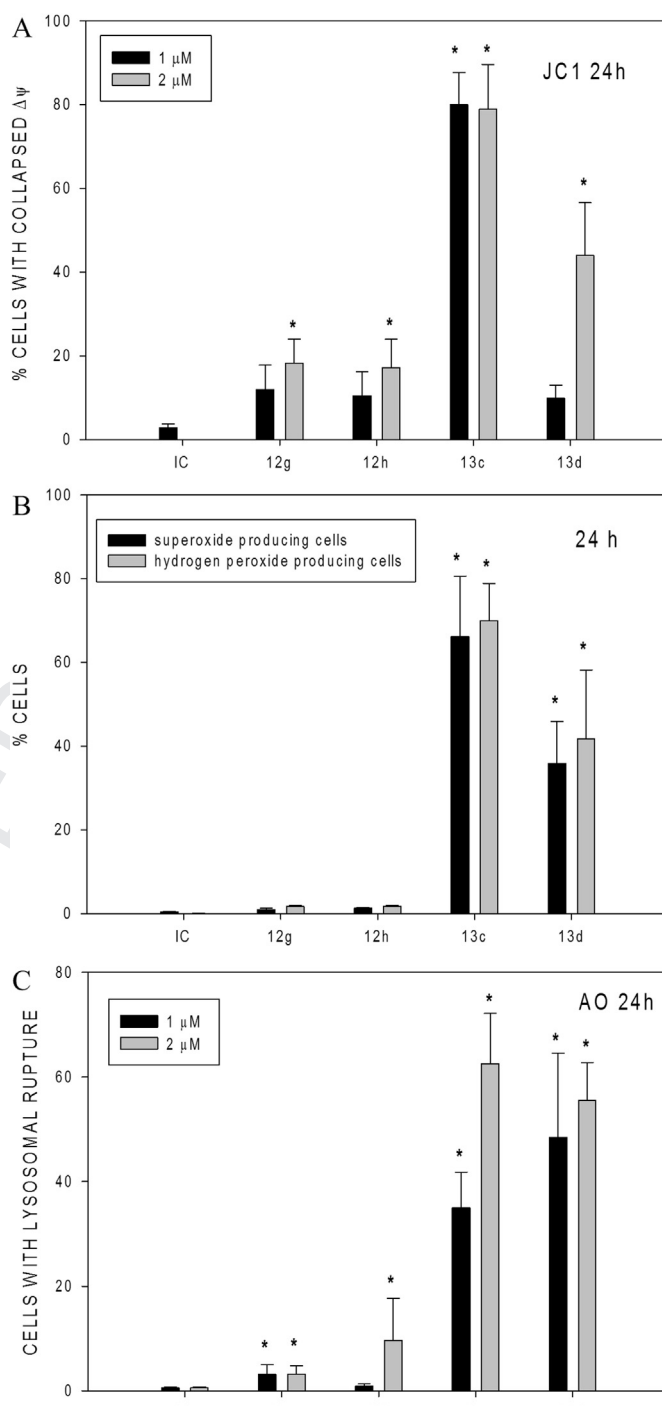 A
100
1 μM
2 μM
JC1 24h
80
60
40
20
0
% CELLS WITH COLLAPSED Δψ
* * * * *
IC 12g 12h 13c 13d
B
100
superoxide producing cells
hydrogen peroxide producing cells
24 h
80
60
40
20
0
% CELLS
* * * *
IC 12g 12h 13c 13d
C
80
1 μM
2 μM
AO 24h
60
40
20
0
CELLS WITH LYSOSOMAL RUPTURE
* * * * * * *